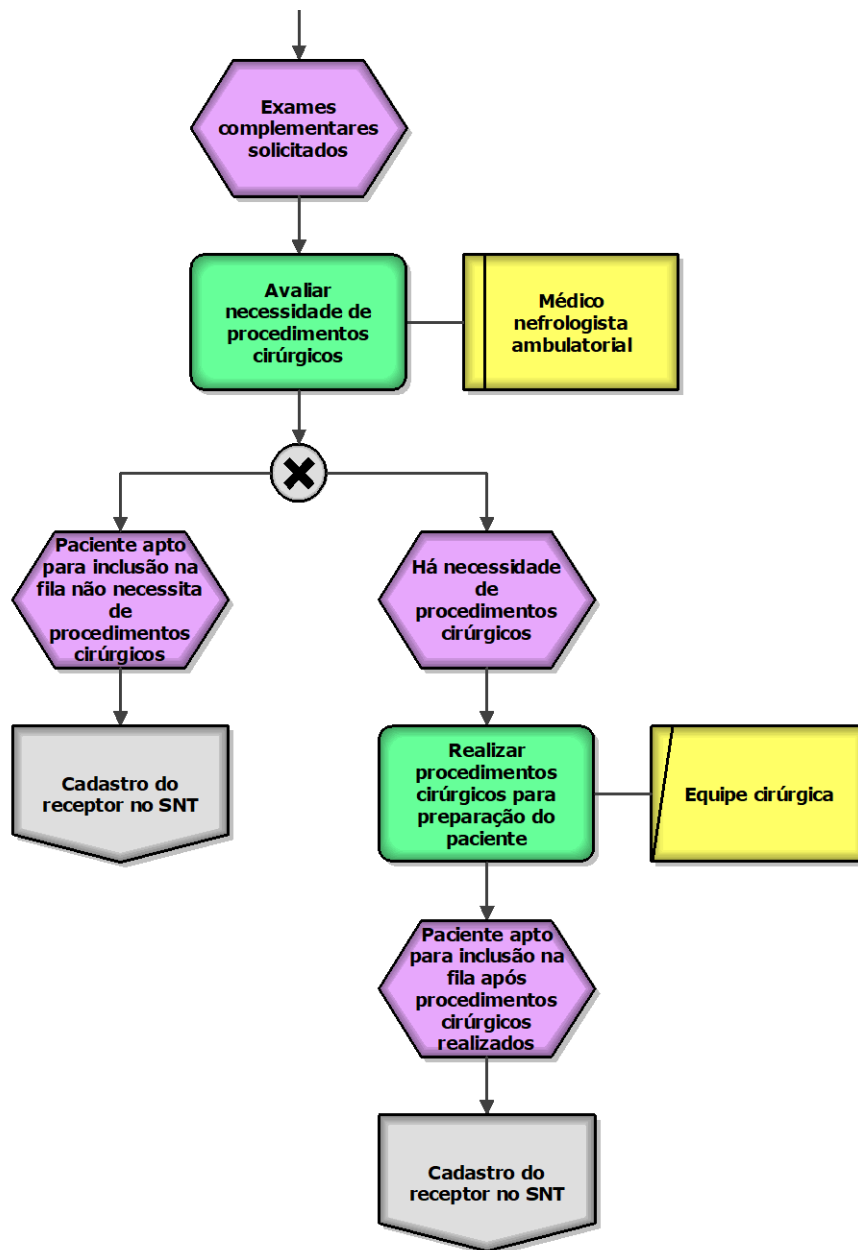 Exames
complementares
solicitados
Avaliar
necessidade de
procedimentos
cirúrgicos
Médico
nefrologista
ambulatorial
Paciente apto
para inclusão na
fila não necessita
de
procedimentos
cirúrgicos
Há necessidade
de
procedimentos
cirúrgicos
Cadastro do
receptor no SNT
Realizar
procedimentos
cirúrgicos para
preparação do
paciente
Equipe cirúrgica
Paciente apto
para inclusão na
fila após
procedimentos
cirúrgicos
realizados
Cadastro do
receptor no SNT